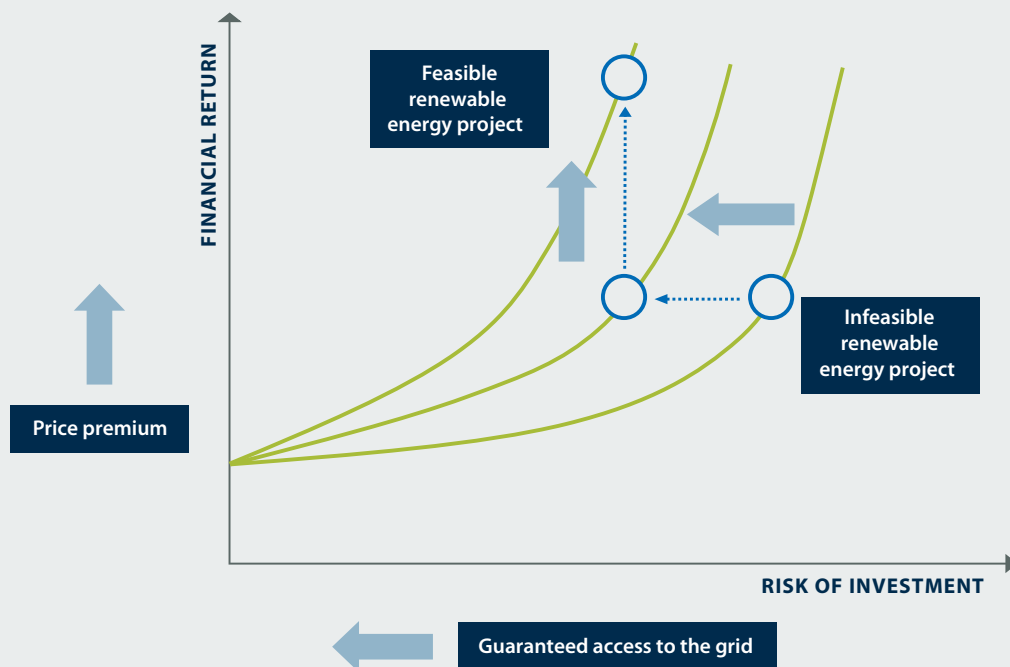 FINANCIAL RETURN
Feasible
renewable
energy project
Infeasible
renewable
energy project
Price premium
RISK OF INVESTMENT
Guaranteed access to the grid